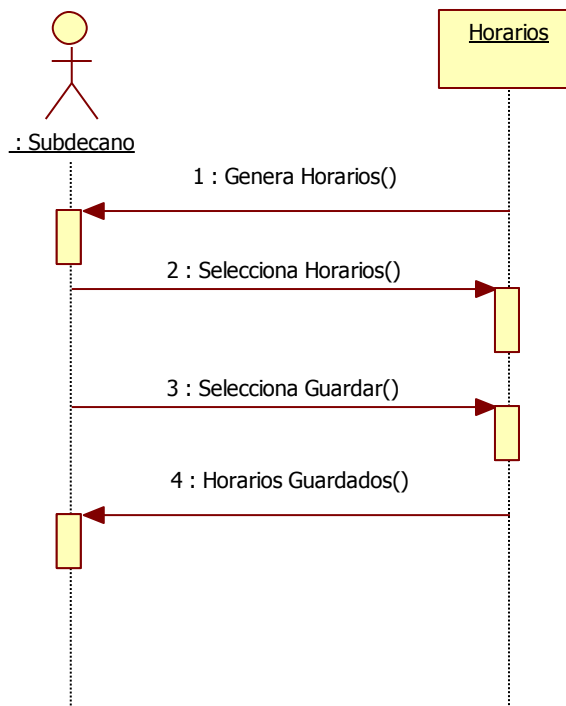 Horarios
: Subdecano
1 : Genera Horarios()
2 : Selecciona Horarios()
3 : Selecciona Guardar()
4 : Horarios Guardados()